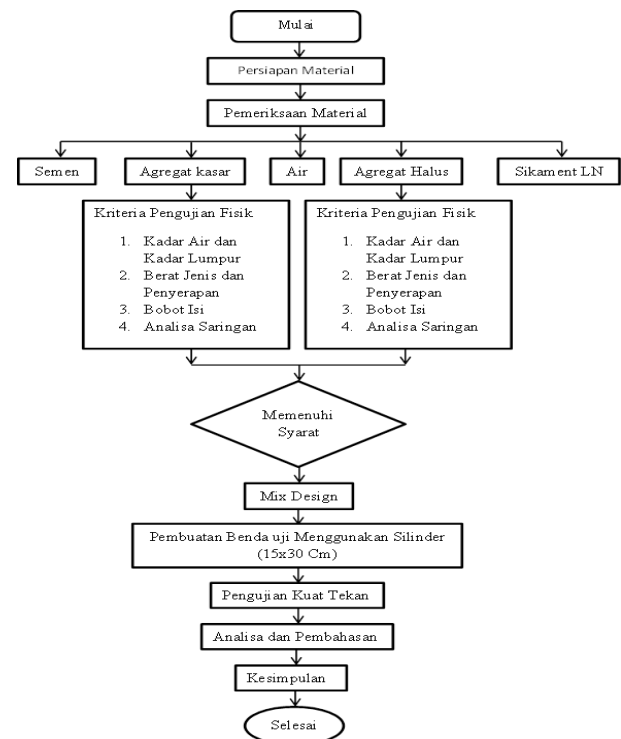 Mulai
Persiapan Material
Pemeriksaan Material
Semen
Agregat kasar
Air
Agregat Halus
Sikament LN
Kriteria Pengujian Fisik
1. Kadar Air dan
Kadar Lumpur
2. Berat Jenis dan
Penyerapan
3. Bobot Isi
4. Analisa Saringan
Kriteria Pengujian Fisik
1. Kadar Air dan
Kadar Lumpur
2. Berat Jenis dan
Penyerapan
3. Bobot Isi
4. Analisa Saringan
Memenuhi
Syarat
Mix Design
Pembuatan Benda uji Menggunakan Silinder
(15x30 Cm)
Pengujian Kuat Tekan
Analisa dan Pembahasan
Kesimpulan
Selesai